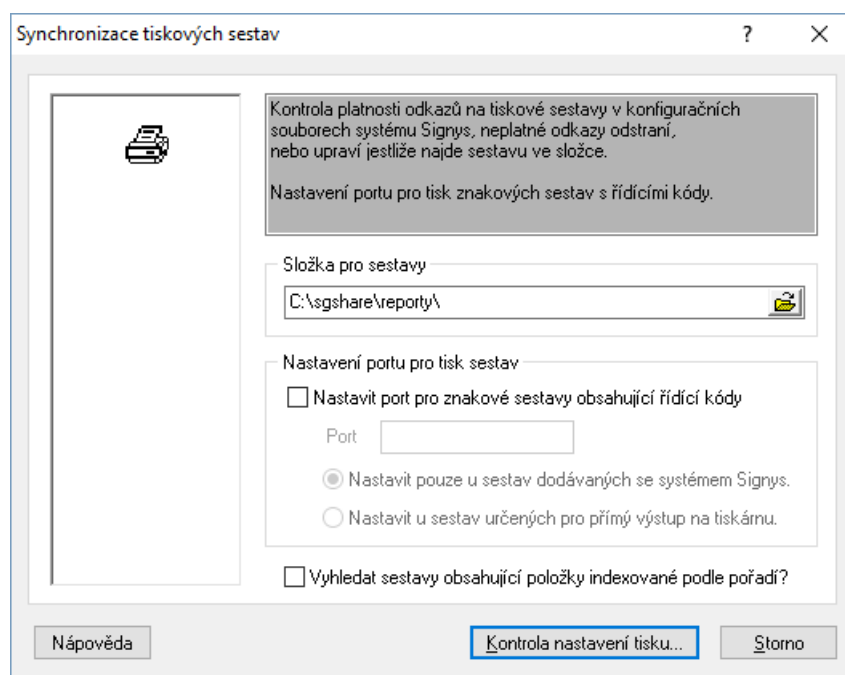 Synchronizace tiskových sestav
Kontrola platnosti odkazů na tiskové sestavy v konfiguračních
souborech systému Signys, neplatné odkazy odstraní,
nebo upraví jestliže najde sestavu ve složce.
Nastavení portu pro tisk znakových sestav s řídícími kódy.
Složka pro sestavy
C:\sgshare\reporty\
Nastavení portu pro tisk sestav
Nastavit port pro znakové sestavy obsahující řídící kódy
Port
Nastavit pouze u sestav dodávaných se systémem Signys.
Nastavit u sestav určených pro přímý výstup na tiskárnu.
Vyhledat sestavy obsahující položky indexované podle pořadí?
Nápověda
Kontrola nastavení tisku...
Storno